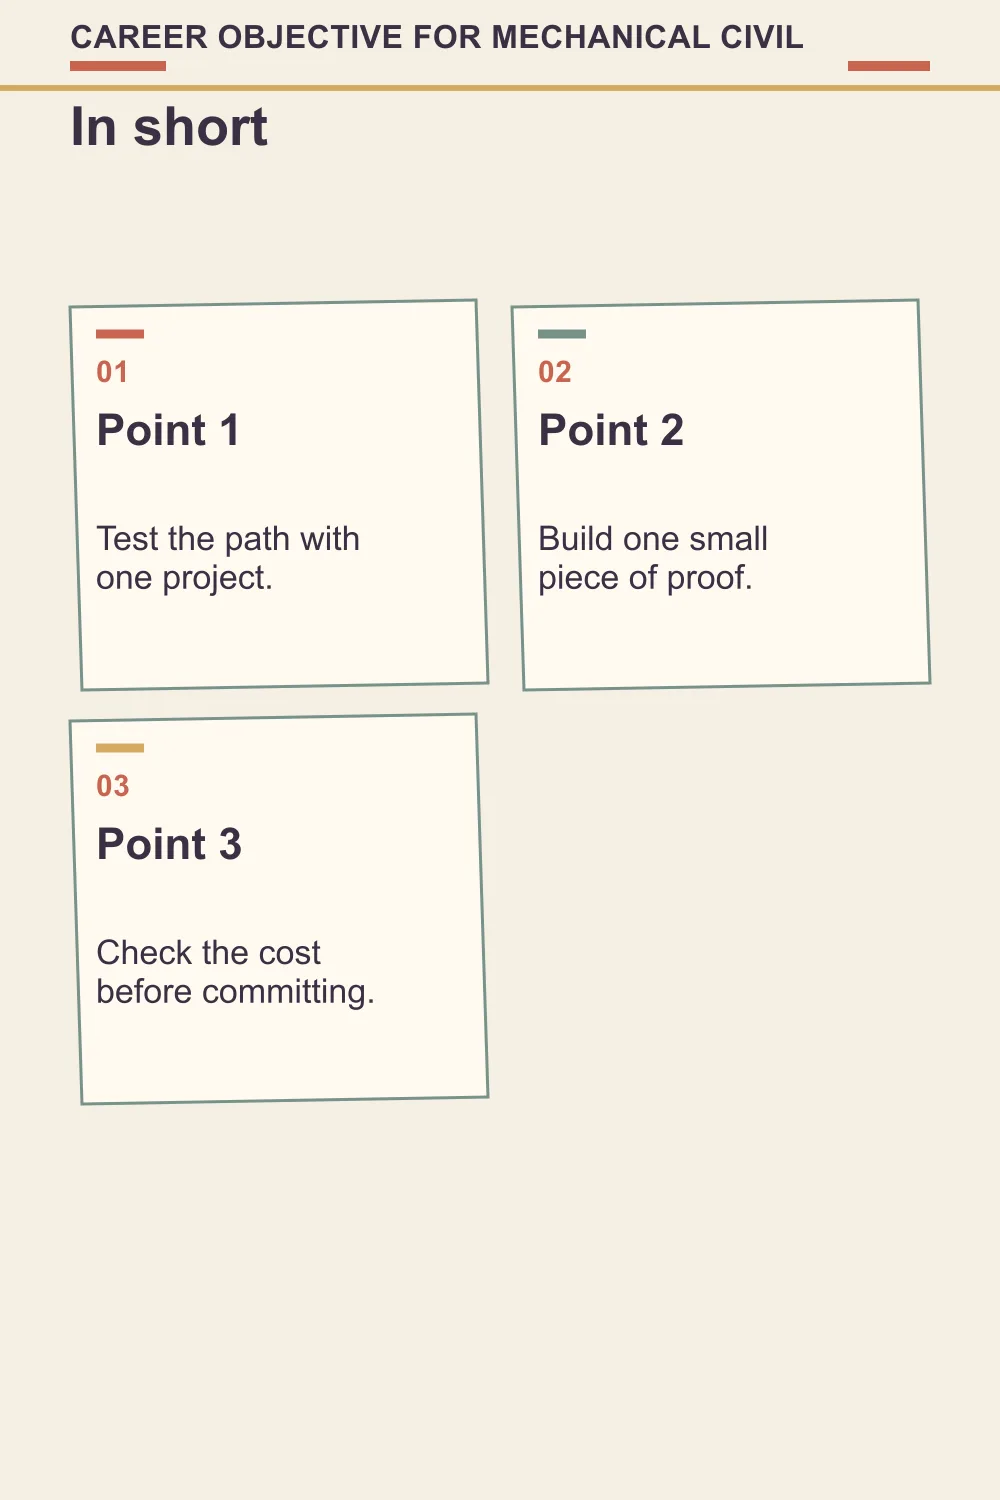 CAREER OBJECTIVE FOR MECHANICAL CIVIL
In short
01
Point 1
Test the path with
one project.
02
Point 2
Build one small
piece of proof.
03
Point 3
Check the cost
before committing.